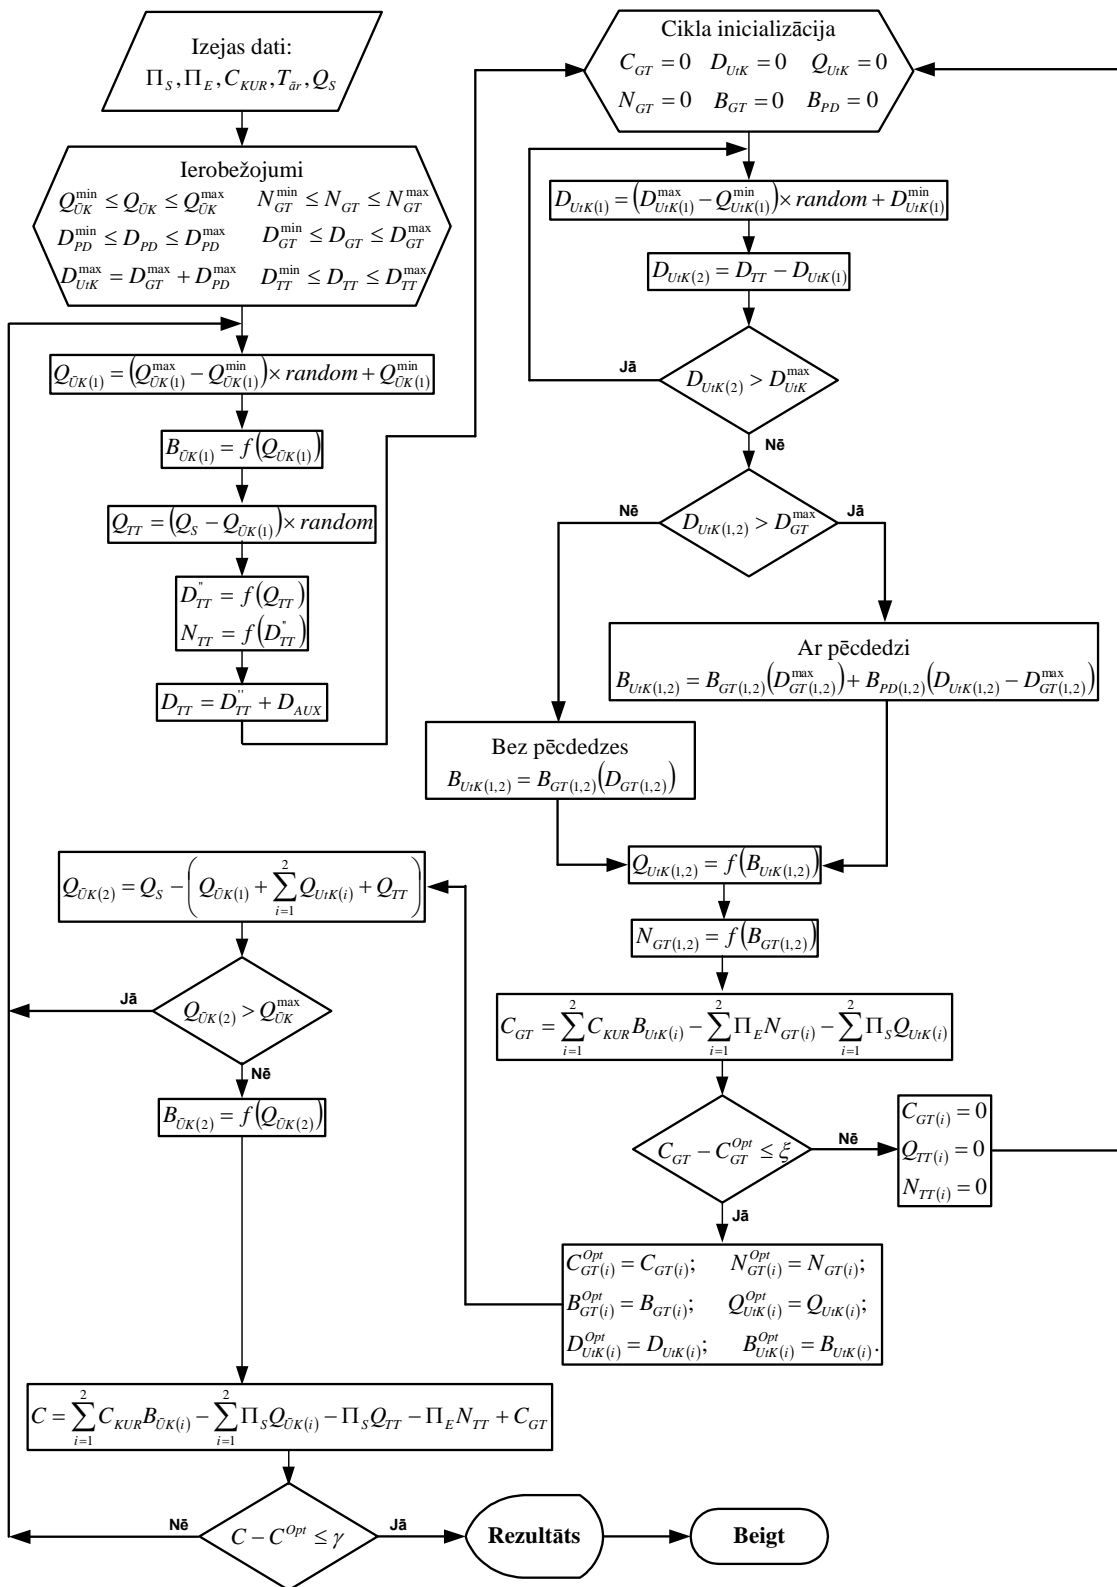 Izejas dati:
Π_S, Π_E, C_KUR, T_ār, Q_S
Ierobežojumi
Q_ŪK^min ≤ Q_ŪK ≤ Q_ŪK^max   N_GT^min ≤ N_GT ≤ N_GT^max
D_PD^min ≤ D_PD ≤ D_PD^max   D_GT^min ≤ D_GT ≤ D_GT^max
D_UtK^max = D_GT^max + D_PD^max   D_TT^min ≤ D_TT ≤ D_TT^max
Q_ŪK(1) = (Q_ŪK(1)^max − Q_ŪK(1)^min) × random + Q_ŪK(1)^min
B_ŪK(1) = f(Q_ŪK(1))
Q_TT = (Q_S − Q_ŪK(1)) × random
D_TT^" = f(Q_TT)
N_TT = f(D_TT^")
D_TT = D_TT^'' + D_AUX
Cikla inicializācija
C_GT = 0   D_UtK = 0   Q_UtK = 0
N_GT = 0   B_GT = 0   B_PD = 0
D_UtK(1) = (D_UtK(1)^max − Q_UtK(1)^min) × random + D_UtK(1)^min
D_UtK(2) = D_TT − D_UtK(1)
Jā
D_UtK(2) > D_UtK^max
Nē
Nē
D_UtK(1,2) > D_GT^max
Jā
Ar pēcdedzi
B_UtK(1,2) = B_GT(1,2)(D_GT(1,2)^max) + B_PD(1,2)(D_UtK(1,2) − D_GT(1,2)^max)
Bez pēcdedzes
B_UtK(1,2) = B_GT(1,2)(D_GT(1,2))
Q_UtK(1,2) = f(B_UtK(1,2))
N_GT(1,2) = f(B_GT(1,2))
C_GT = ∑_{i=1}^{2} C_KUR B_UtK(i) − ∑_{i=1}^{2} Π_E N_GT(i) − ∑_{i=1}^{2} Π_S Q_UtK(i)
C_GT − C_GT^Opt ≤ ξ
Nē
C_GT(i) = 0
Q_TT(i) = 0
N_TT(i) = 0
Jā
C_GT(i)^Opt = C_GT(i);   N_GT(i)^Opt = N_GT(i);
B_GT(i)^Opt = B_GT(i);   Q_UtK(i)^Opt = Q_UtK(i);
D_UtK(i)^Opt = D_UtK(i);   B_UtK(i)^Opt = B_UtK(i).
Q_ŪK(2) = Q_S − (Q_ŪK(1) + ∑_{i=1}^{2} Q_UtK(i) + Q_TT)
Jā
Q_ŪK(2) > Q_ŪK^max
Nē
B_ŪK(2) = f(Q_ŪK(2))
C = ∑_{i=1}^{2} C_KUR B_ŪK(i) − ∑_{i=1}^{2} Π_S Q_ŪK(i) − Π_S Q_TT − Π_E N_TT + C_GT
Nē
C − C^Opt ≤ γ
Jā
Rezultāts
Beigt